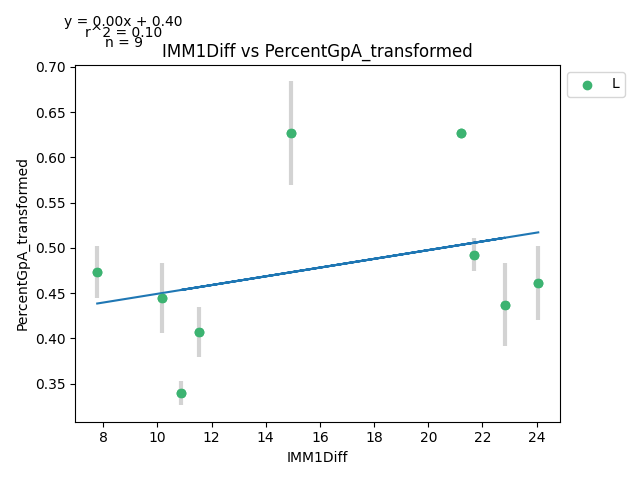 y = 0.00x + 0.40
r^2 = 0.10
n = 9
IMM1Diff vs PercentGpA_transformed
L
PercentGpA_transformed
0.70
0.65
0.60
0.55
0.50
0.45
0.40
0.35
8 10 12 14 16 18 20 22 24
IMM1Diff